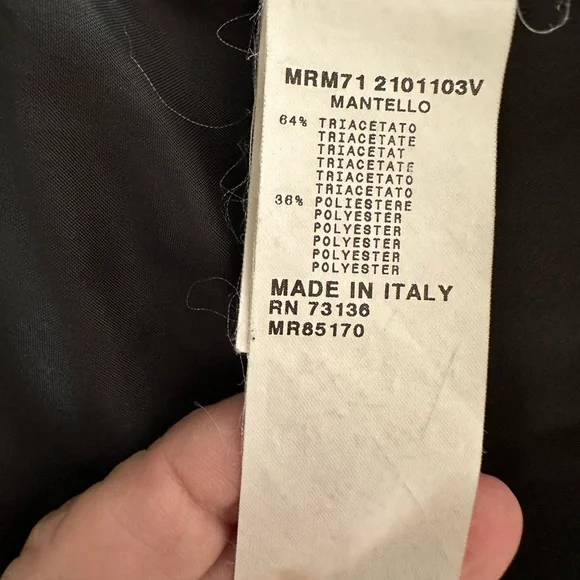 MRM71 2101103V
MANTELLO
64% TRIACETATO
TRIACETATE
TRIACETAT
TRIACETATE
TRIACETATO
TRIACETATO
36% POLIESTERE
POLYESTER
POLYESTER
POLYESTER
POLYESTER
POLYESTER
MADE IN ITALY
RN 73136
MR85170